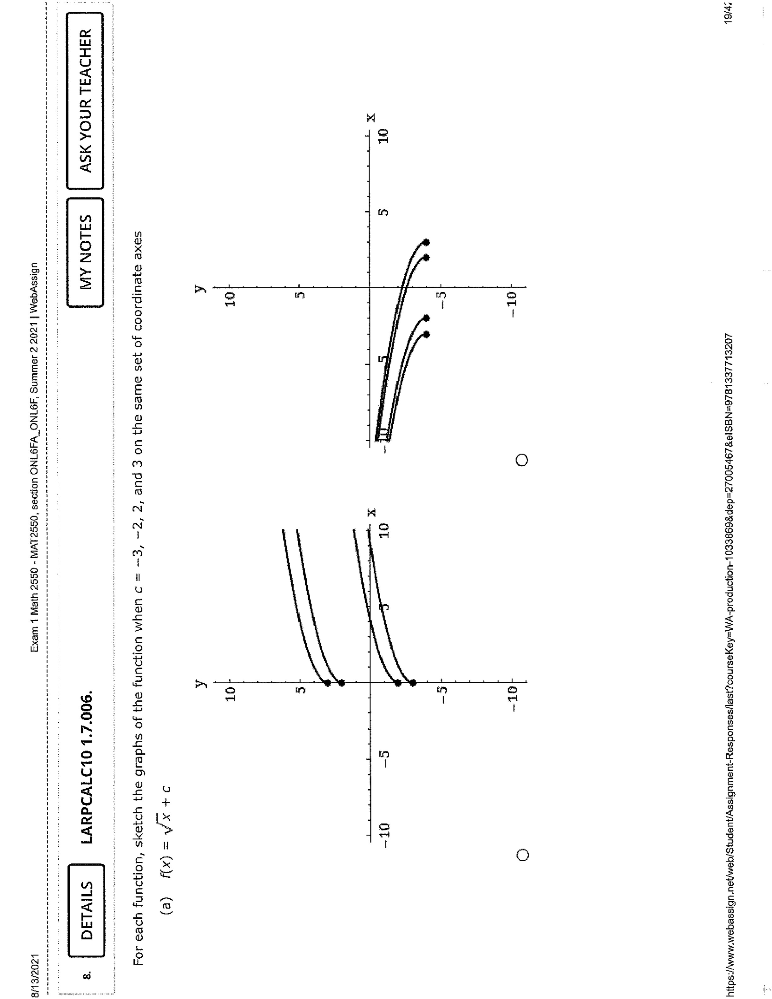 8/13/2021 Exam 1 Math 2550 - MAT2550, section ONL6FA_ONL6F, Summer 2 2021 | WebAssign
8. DETAILS LARPCALC10 1.7.006. MY NOTES ASK YOUR TEACHER
For each function, sketch the graphs of the function when c = −3, −2, 2, and 3 on the same set of coordinate axes
(a) f(x) = √x + c
y
10
5
−10 −5 5 10 x
−5
−10
y
10
5
−10 5 5 10 x
−5
−10
https://www.webassign.net/web/Student/Assignment-Responses/last?courseKey=WA-production-1033869&dep=27005467&eISBN=9781337713207 19/42